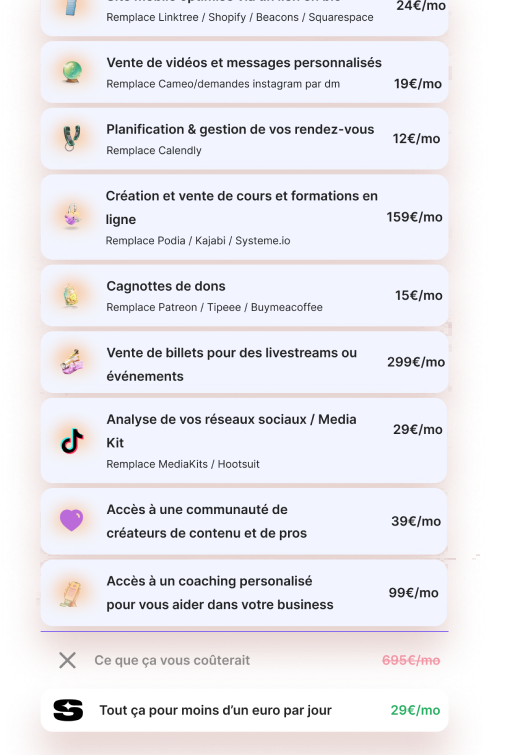 24€/mo
Remplace Linktree / Shopify / Beacons / Squarespace
Vente de vidéos et messages personnalisés
Remplace Cameo/demandes instagram par dm
19€/mo
Planification & gestion de vos rendez-vous
12€/mo
Remplace Calendly
Création et vente de cours et formations en
ligne
159€/mo
Remplace Podia / Kajabi / Systeme.io
Cagnottes de dons
15€/mo
Remplace Patreon / Tipeee / Buymeacoffee
Vente de billets pour des livestreams ou
299€/mo
événements
Analyse de vos réseaux sociaux / Media
29€/mo
Kit
Remplace MediaKits / Hootsuit
Accès à une communauté de
39€/mo
créateurs de contenu et de pros
Accès à un coaching personalisé
99€/mo
pour vous aider dans votre business
Ce que ça vous coûterait 695€/mo
Tout ça pour moins d’un euro par jour 29€/mo